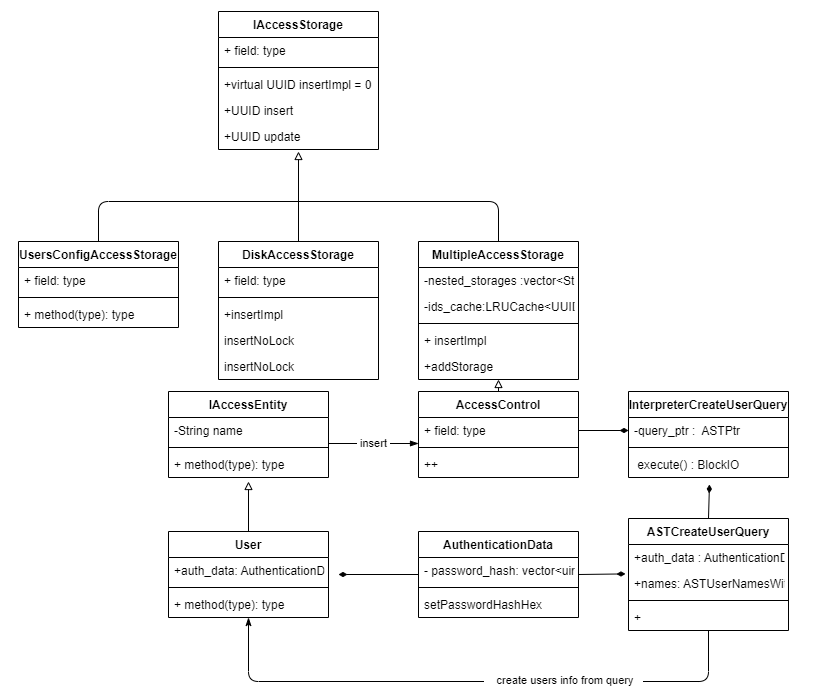 IAccessStorage
+ field: type
+virtual UUID insertImpl = 0
+UUID insert
+UUID update
UsersConfigAccessStorage
+ field: type
+ method(type): type
DiskAccessStorage
+ field: type
+insertImpl
insertNoLock
insertNoLock
MultipleAccessStorage
-nested_storages :vector<St
-ids_cache:LRUCache<UUID
+ insertImpl
+addStorage
IAccessEntity
-String name
+ method(type): type
insert
AccessControl
+ field: type
++
InterpreterCreateUserQuery
-query_ptr : ASTPtr
execute() : BlockIO
User
+auth_data: AuthenticationD
+ method(type): type
AuthenticationData
- password_hash: vector<uin
setPasswordHashHex
ASTCreateUserQuery
+auth_data : AuthenticationD
+names: ASTUserNamesWi
+
create users info from query